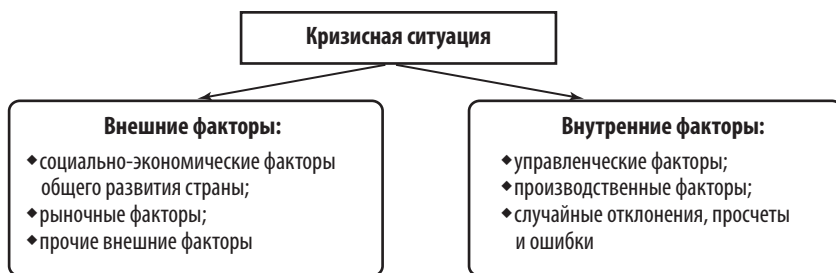 Кризисная ситуация
Внешние факторы:
◆социально-экономические факторы
общего развития страны;
◆рыночные факторы;
◆прочие внешние факторы
Внутренние факторы:
◆управленческие факторы;
◆производственные факторы;
◆случайные отклонения, просчеты
и ошибки